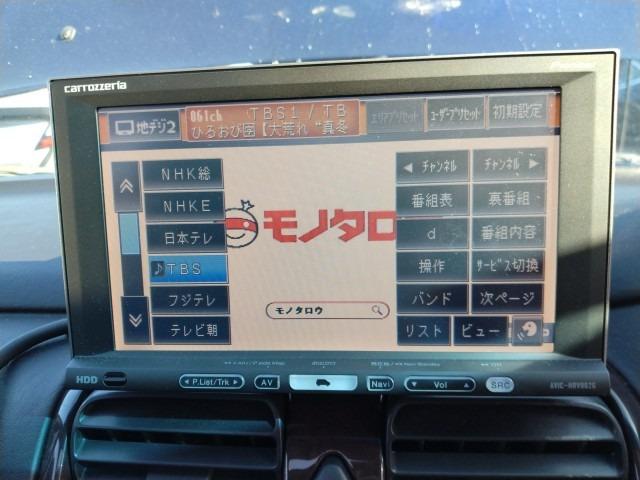 carrozzeria
地デジ2
061ch TBS1/TB
ひるおび圉【大荒れ“真冬
エリアプリセット
ユーザープリセット
初期設定
NHK総
NHKE
日本テレ
TBS
フジテレ
テレビ朝
モノタロ
モノタロウ
チャンネル
チャンネル
番組表
裏番組
d
番組内容
操作
サービス切換
バンド
次ページ
リスト
ビュー
HDD
P.List/Trk
AV
Navi
Vol
SRC